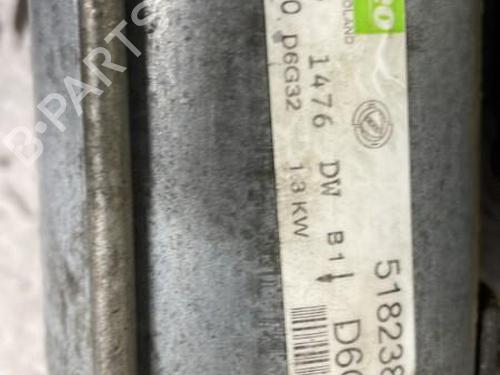 OLAND
0 D6G32
1476 DW B1
1.3 KW
518238
D6
B-PARTS